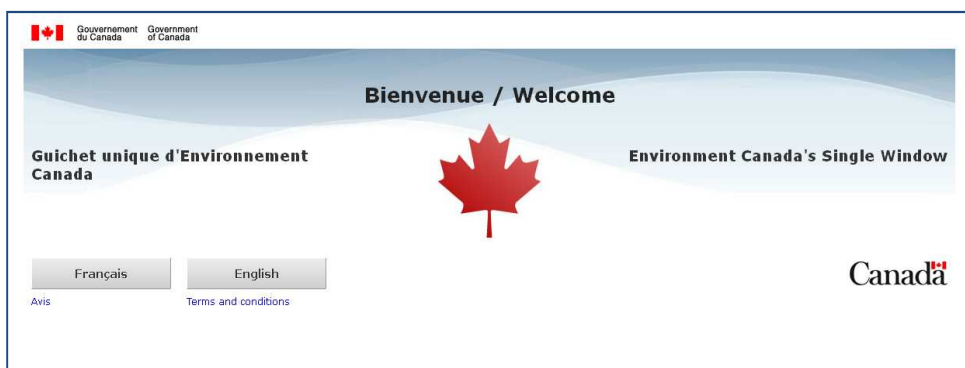 Gouvernement du Canada
Government of Canada
Bienvenue / Welcome
Guichet unique d'Environnement
Canada
Environment Canada's Single Window
Français
English
Canada
Avis
Terms and conditions